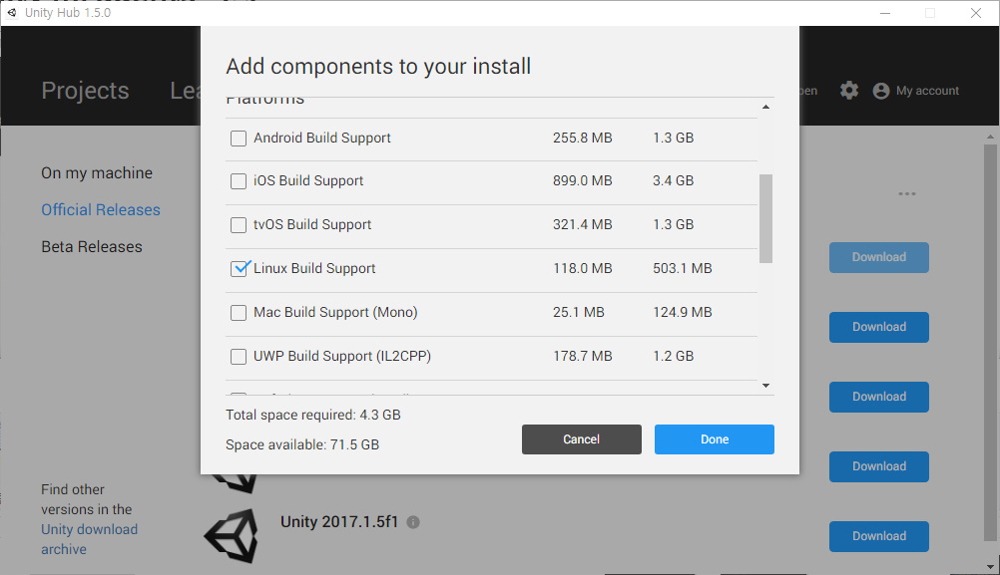 Unity Hub 1.5.0
Add components to your install
Projects
My account
Platforms
Android Build Support 255.8 MB 1.3 GB
iOS Build Support 899.0 MB 3.4 GB
tvOS Build Support 321.4 MB 1.3 GB
Linux Build Support 118.0 MB 503.1 MB
Mac Build Support (Mono) 25.1 MB 124.9 MB
UWP Build Support (IL2CPP) 178.7 MB 1.2 GB
Total space required: 4.3 GB
Space available: 71.5 GB
Cancel
Done
On my machine
Official Releases
Beta Releases
Download
Download
Download
Download
Download
Find other
versions in the
Unity download
archive
Unity 2017.1.5f1